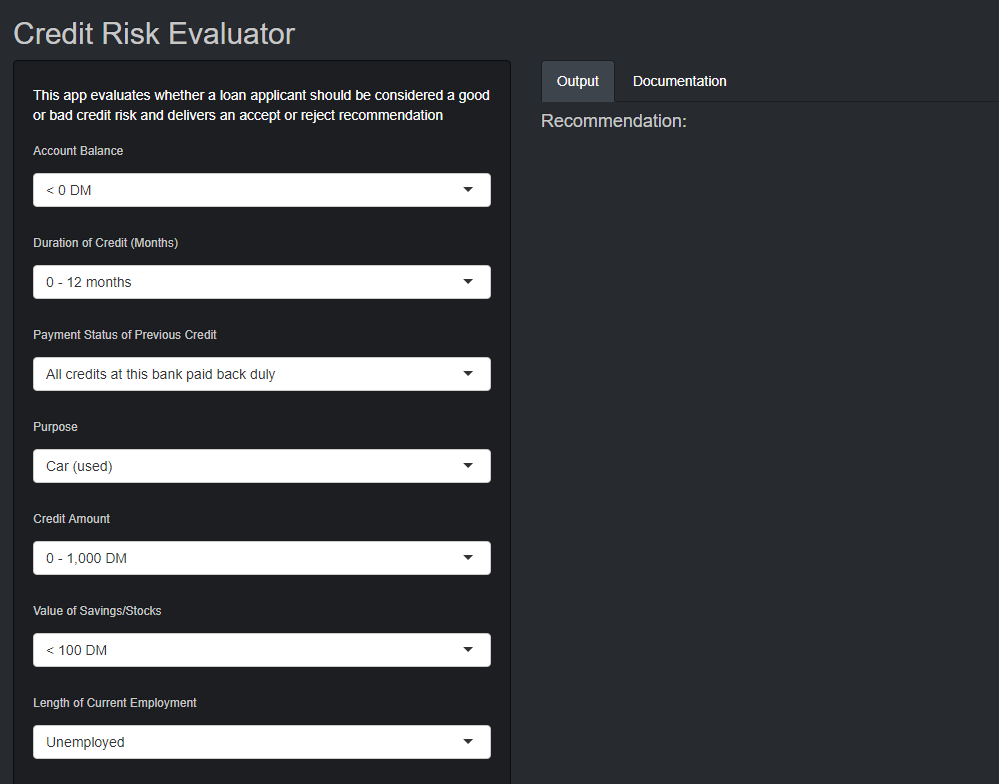 Credit Risk Evaluator
This app evaluates whether a loan applicant should be considered a good
or bad credit risk and delivers an accept or reject recommendation
Account Balance
< 0 DM
Duration of Credit (Months)
0 - 12 months
Payment Status of Previous Credit
All credits at this bank paid back duly
Purpose
Car (used)
Credit Amount
0 - 1,000 DM
Value of Savings/Stocks
< 100 DM
Length of Current Employment
Unemployed
Output
Documentation
Recommendation: